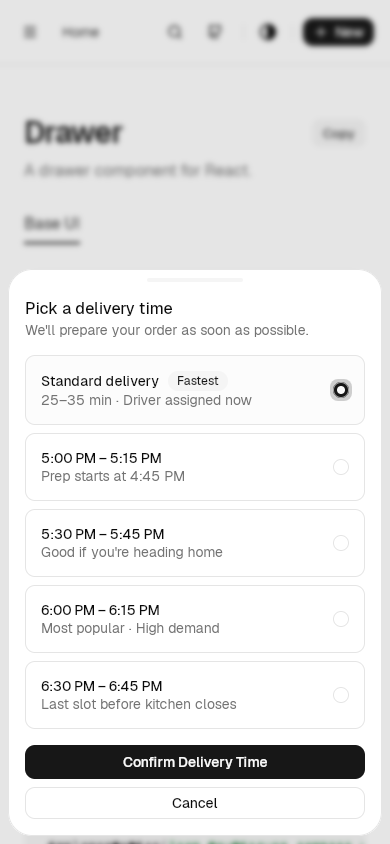 Home
New
Drawer
Copy
A drawer component for React.
Base UI
Pick a delivery time
We'll prepare your order as soon as possible.
Standard delivery Fastest
25–35 min · Driver assigned now
5:00 PM – 5:15 PM
Prep starts at 4:45 PM
5:30 PM – 5:45 PM
Good if you're heading home
6:00 PM – 6:15 PM
Most popular · High demand
6:30 PM – 6:45 PM
Last slot before kitchen closes
Confirm Delivery Time
Cancel